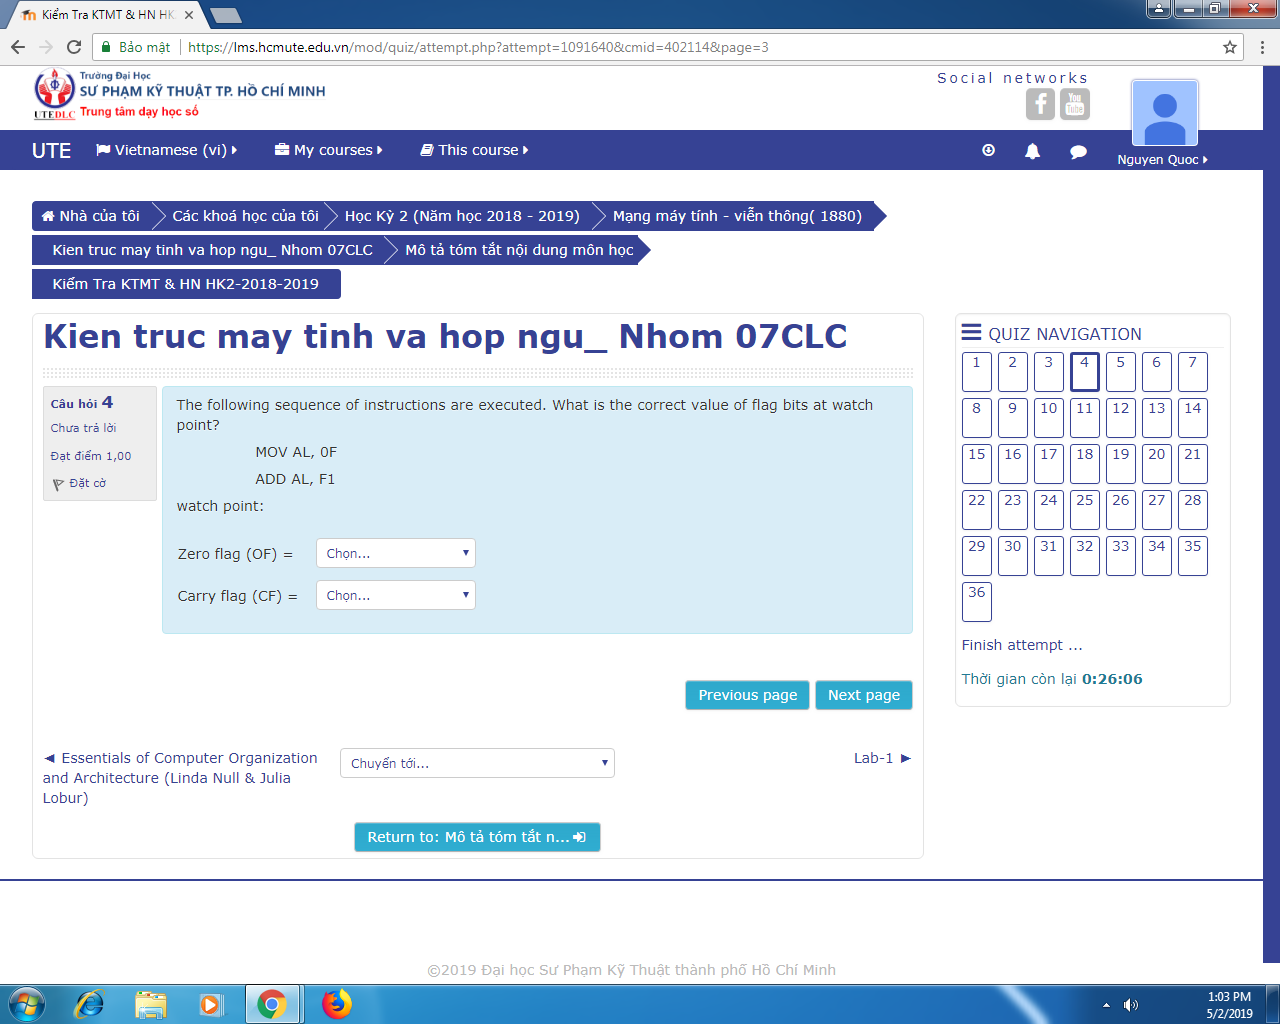 Kiểm Tra KTMT & HN HK
Bảo mật
https://lms.hcmute.edu.vn/mod/quiz/attempt.php?attempt=1091640&cmid=402114&page=3
Trường Đại Học
SƯ PHẠM KỸ THUẬT TP. HỒ CHÍ MINH
UTEDLC
Trung tâm dạy học số
Social networks
You Tube
UTE
Vietnamese (vi)
My courses
This course
Nguyen Quoc
Nhà của tôi
Các khoá học của tôi
Học Kỳ 2 (Năm học 2018 - 2019)
Mạng máy tính - viễn thông( 1880)
Kien truc may tinh va hop ngu_ Nhom 07CLC
Mô tả tóm tắt nội dung môn học
Kiểm Tra KTMT & HN HK2-2018-2019
Kien truc may tinh va hop ngu_ Nhom 07CLC
Câu hỏi 4
Chưa trả lời
Đạt điểm 1,00
Đặt cờ
The following sequence of instructions are executed. What is the correct value of flag bits at watch
point?
MOV AL, 0F
ADD AL, F1
watch point:
Zero flag (OF) =
Chọn...
Carry flag (CF) =
Chọn...
Previous page
Next page
◄ Essentials of Computer Organization
and Architecture (Linda Null & Julia
Lobur)
Chuyển tới...
Lab-1 ►
Return to: Mô tả tóm tắt n...
QUIZ NAVIGATION
1 2 3 4 5 6 7
8 9 10 11 12 13 14
15 16 17 18 19 20 21
22 23 24 25 26 27 28
29 30 31 32 33 34 35
36
Finish attempt ...
Thời gian còn lại 0:26:06
©2019 Đại học Sư Phạm Kỹ Thuật thành phố Hồ Chí Minh
1:03 PM
5/2/2019